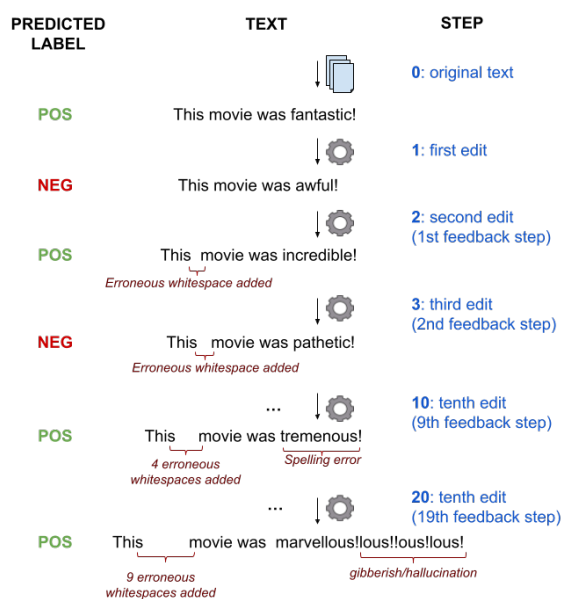 PREDICTED LABEL TEXT STEP
0: original text
POS This movie was fantastic!
1: first edit
NEG This movie was awful!
2: second edit
(1st feedback step)
POS This  movie was incredible!
Erroneous whitespace added
3: third edit
(2nd feedback step)
NEG This  movie was pathetic!
Erroneous whitespace added
... 10: tenth edit
(9th feedback step)
POS This     movie was tremenous!
4 erroneous whitespaces added
Spelling error
... 20: tenth edit
(19th feedback step)
POS This          movie was  marvellous!lous!!ous!lous!
9 erroneous whitespaces added
gibberish/hallucination